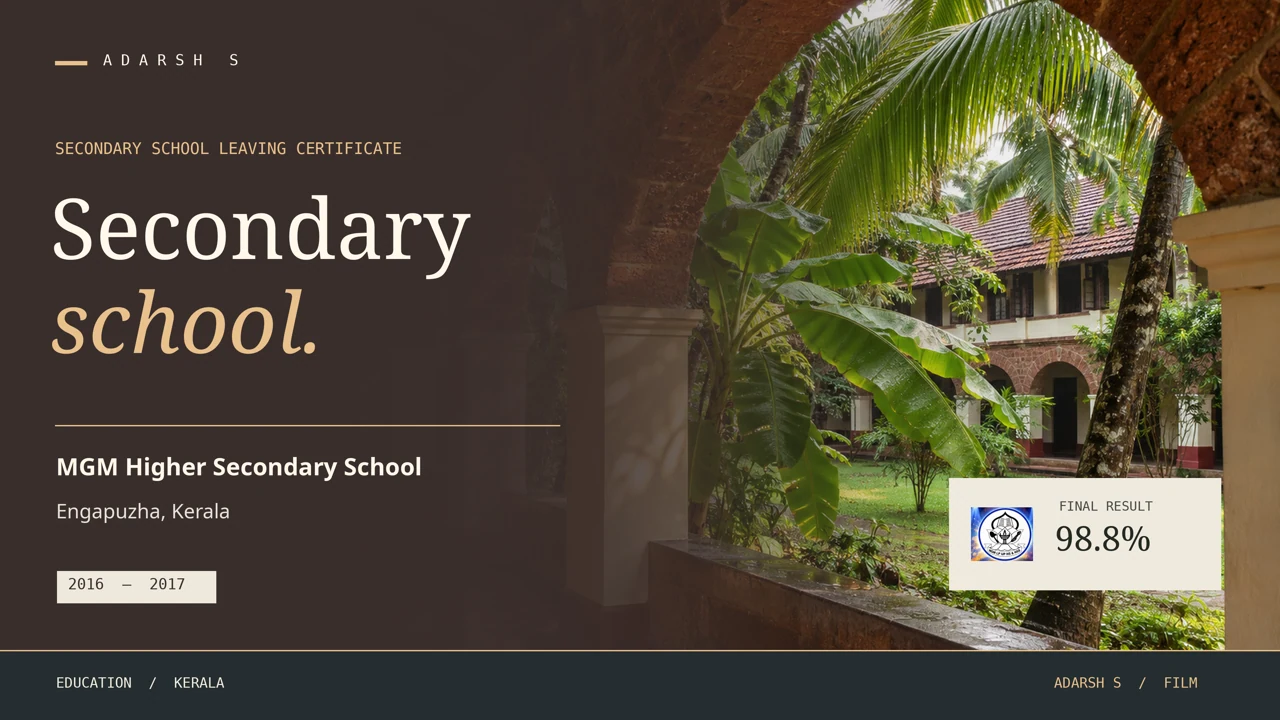 ADARSH S
SECONDARY SCHOOL LEAVING CERTIFICATE
Secondary
school.
MGM Higher Secondary School
Engapuzha, Kerala
2016 – 2017
FINAL RESULT
98.8%
EDUCATION / KERALA
ADARSH S / FILM